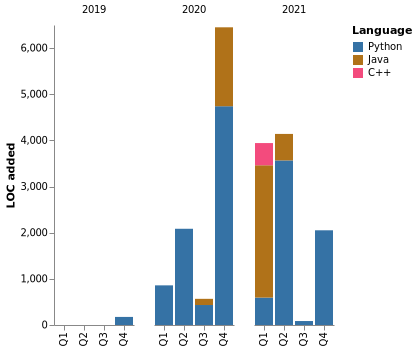 2019 2020 2021
Language
Python
Java
C++
LOC added
6,000
5,000
4,000
3,000
2,000
1,000
0
Q1 Q2 Q3 Q4 Q1 Q2 Q3 Q4 Q1 Q2 Q3 Q4